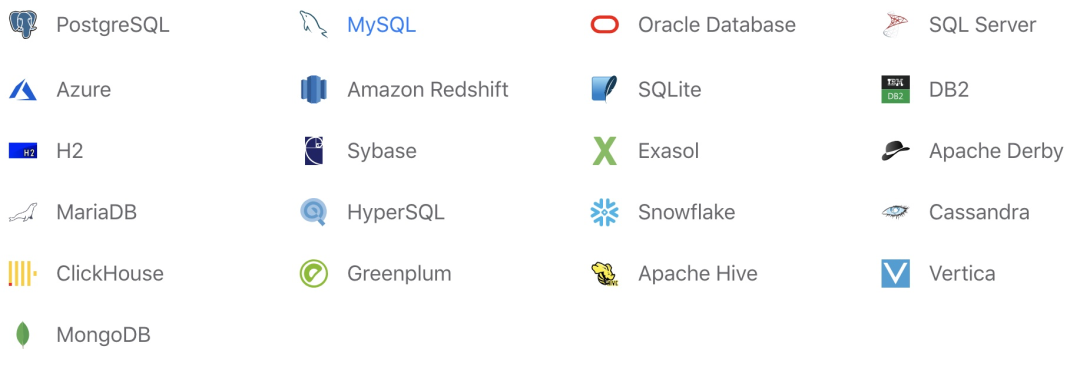 PostgreSQL MySQL Oracle Database SQL Server
Azure Amazon Redshift SQLite IBM DB2 DB2
H2 H2 Sybase Exasol Apache Derby
MariaDB HyperSQL Snowflake Cassandra
ClickHouse Greenplum Apache Hive Vertica
MongoDB